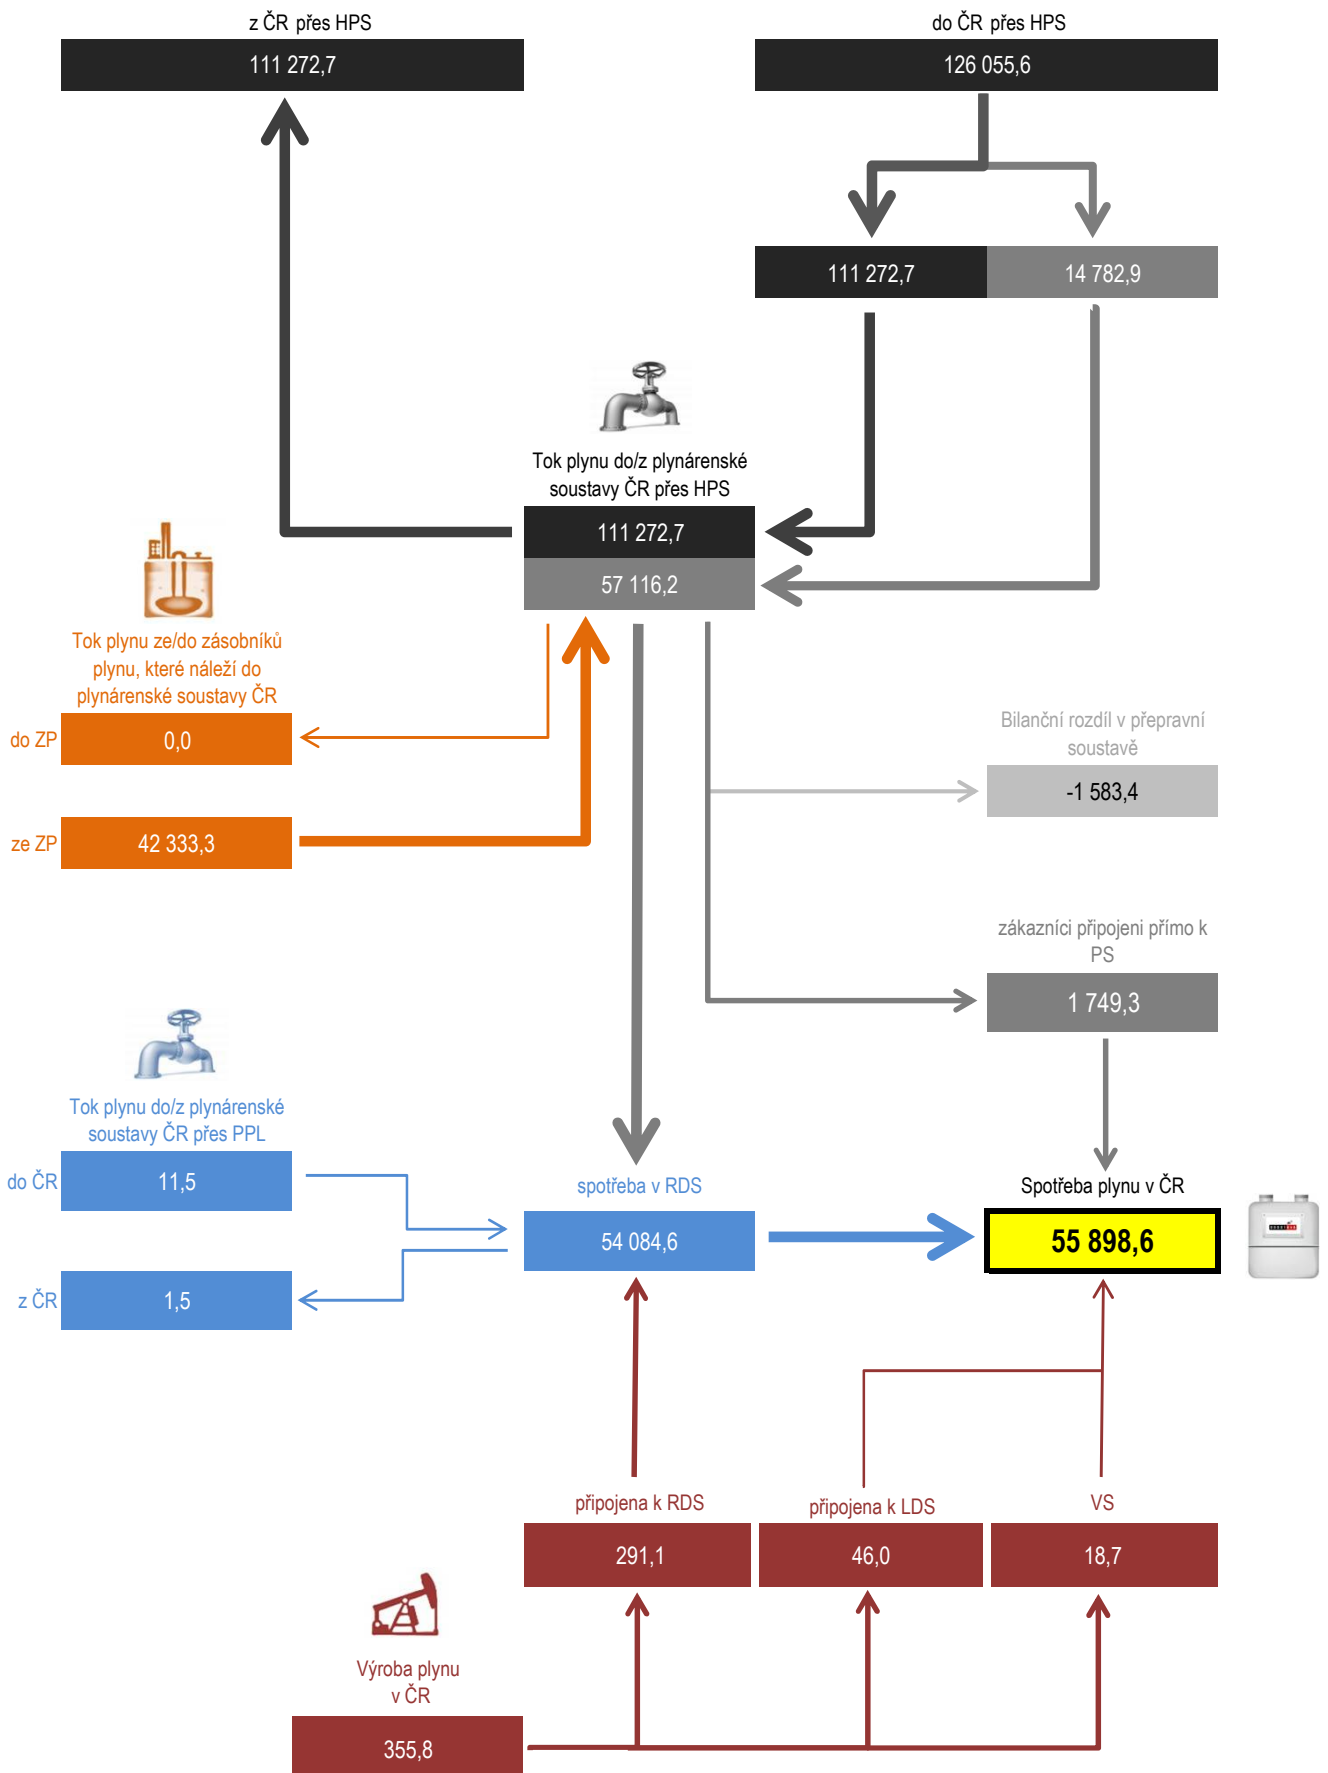 z ČR přes HPS
111 272,7
do ČR přes HPS
126 055,6
111 272,7
14 782,9
Tok plynu do/z plynárenské
soustavy ČR přes HPS
111 272,7
57 116,2
Tok plynu ze/do zásobníků
plynu, které náleží do
plynárenské soustavy ČR
do ZP
0,0
ze ZP
42 333,3
Bilanční rozdíl v přepravní
soustavě
-1 583,4
zákazníci připojeni přímo k
PS
1 749,3
Tok plynu do/z plynárenské
soustavy ČR přes PPL
do ČR
11,5
z ČR
1,5
spotřeba v RDS
54 084,6
Spotřeba plynu v ČR
55 898,6
připojena k RDS
291,1
připojena k LDS
46,0
VS
18,7
Výroba plynu
v ČR
355,8